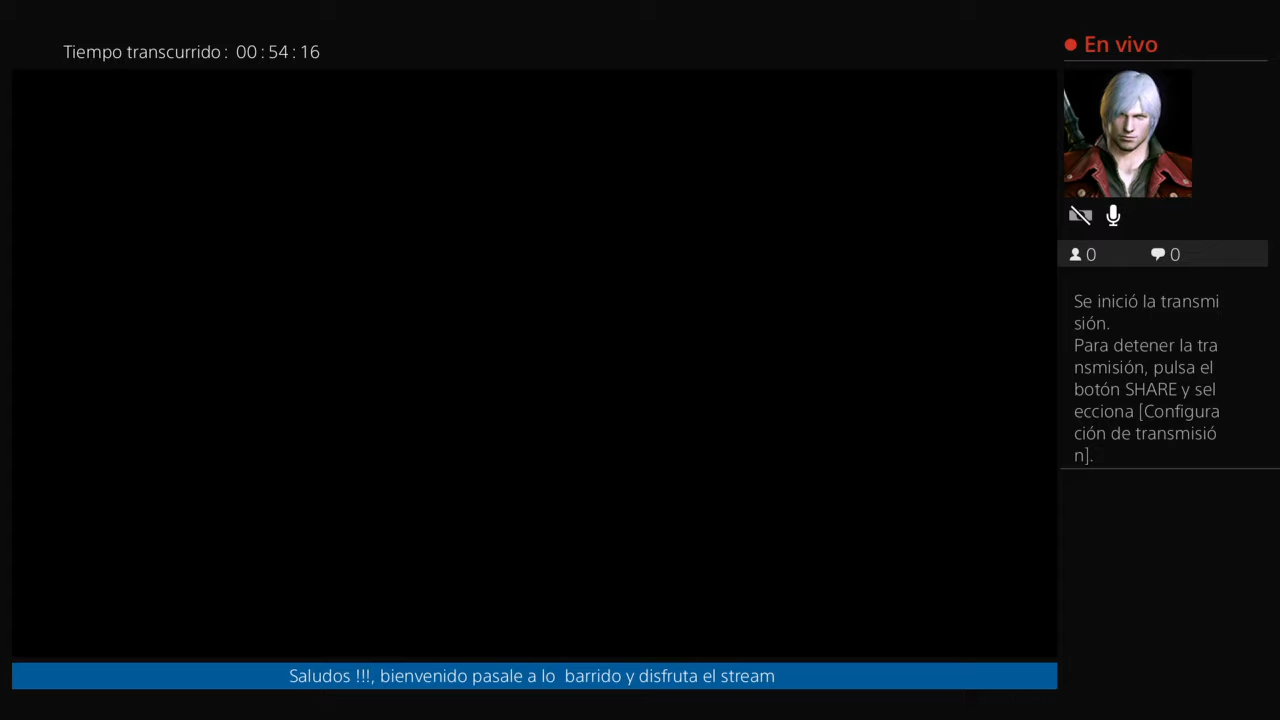 Tiempo transcurrido : 00 : 54 : 16
En vivo
0 0
Se inició la transmi
sión.
Para detener la tra
nsmisión, pulsa el
botón SHARE y sel
ecciona [Configura
ción de transmisió
n].
Saludos !!!, bienvenido pasale a lo  barrido y disfruta el stream